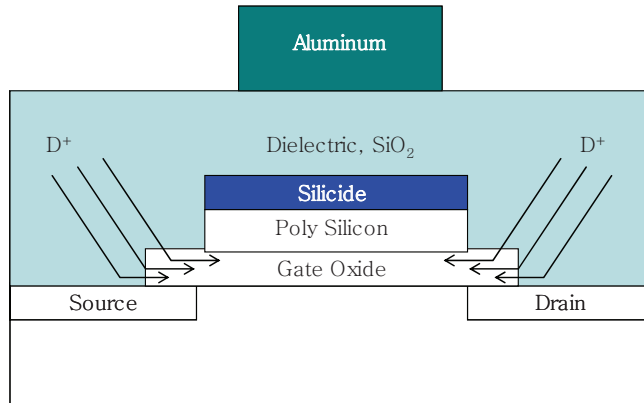 Aluminum
D⁺
Dielectric, SiO₂
D⁺
Silicide
Poly Silicon
Gate Oxide
Source
Drain